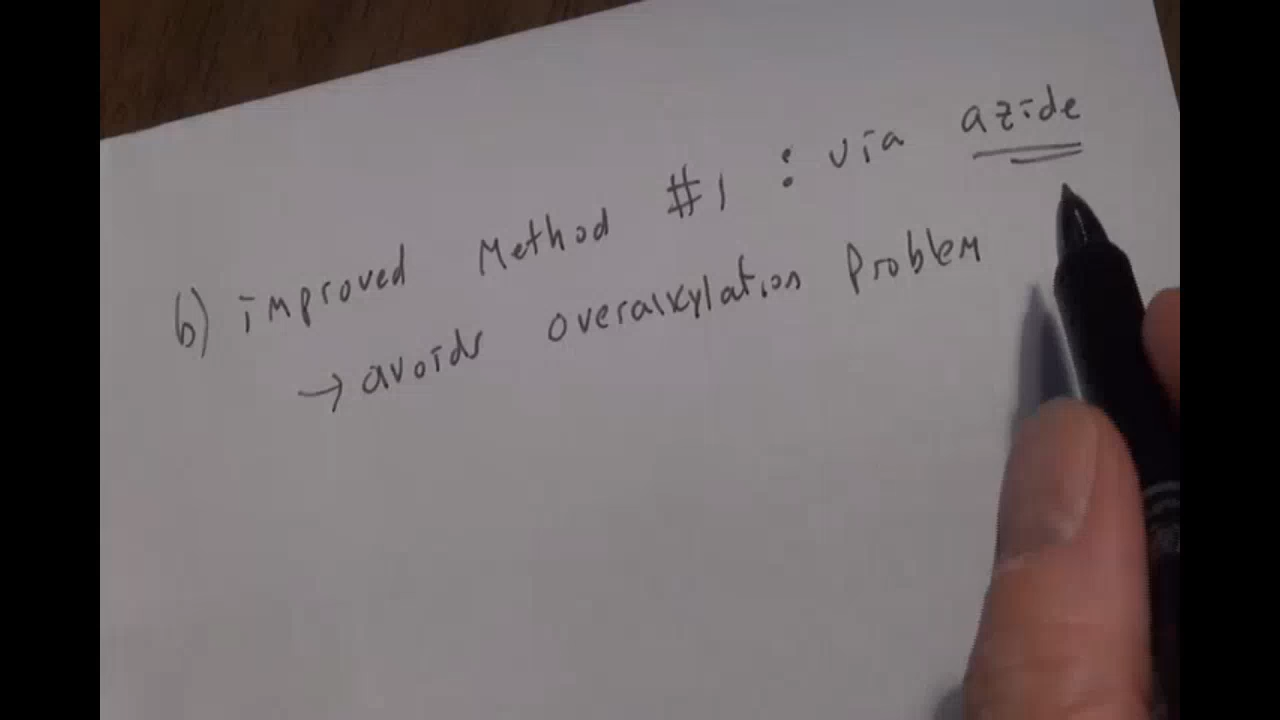 b) improved Method #1 : via azide
→ avoids overalkylation Problem